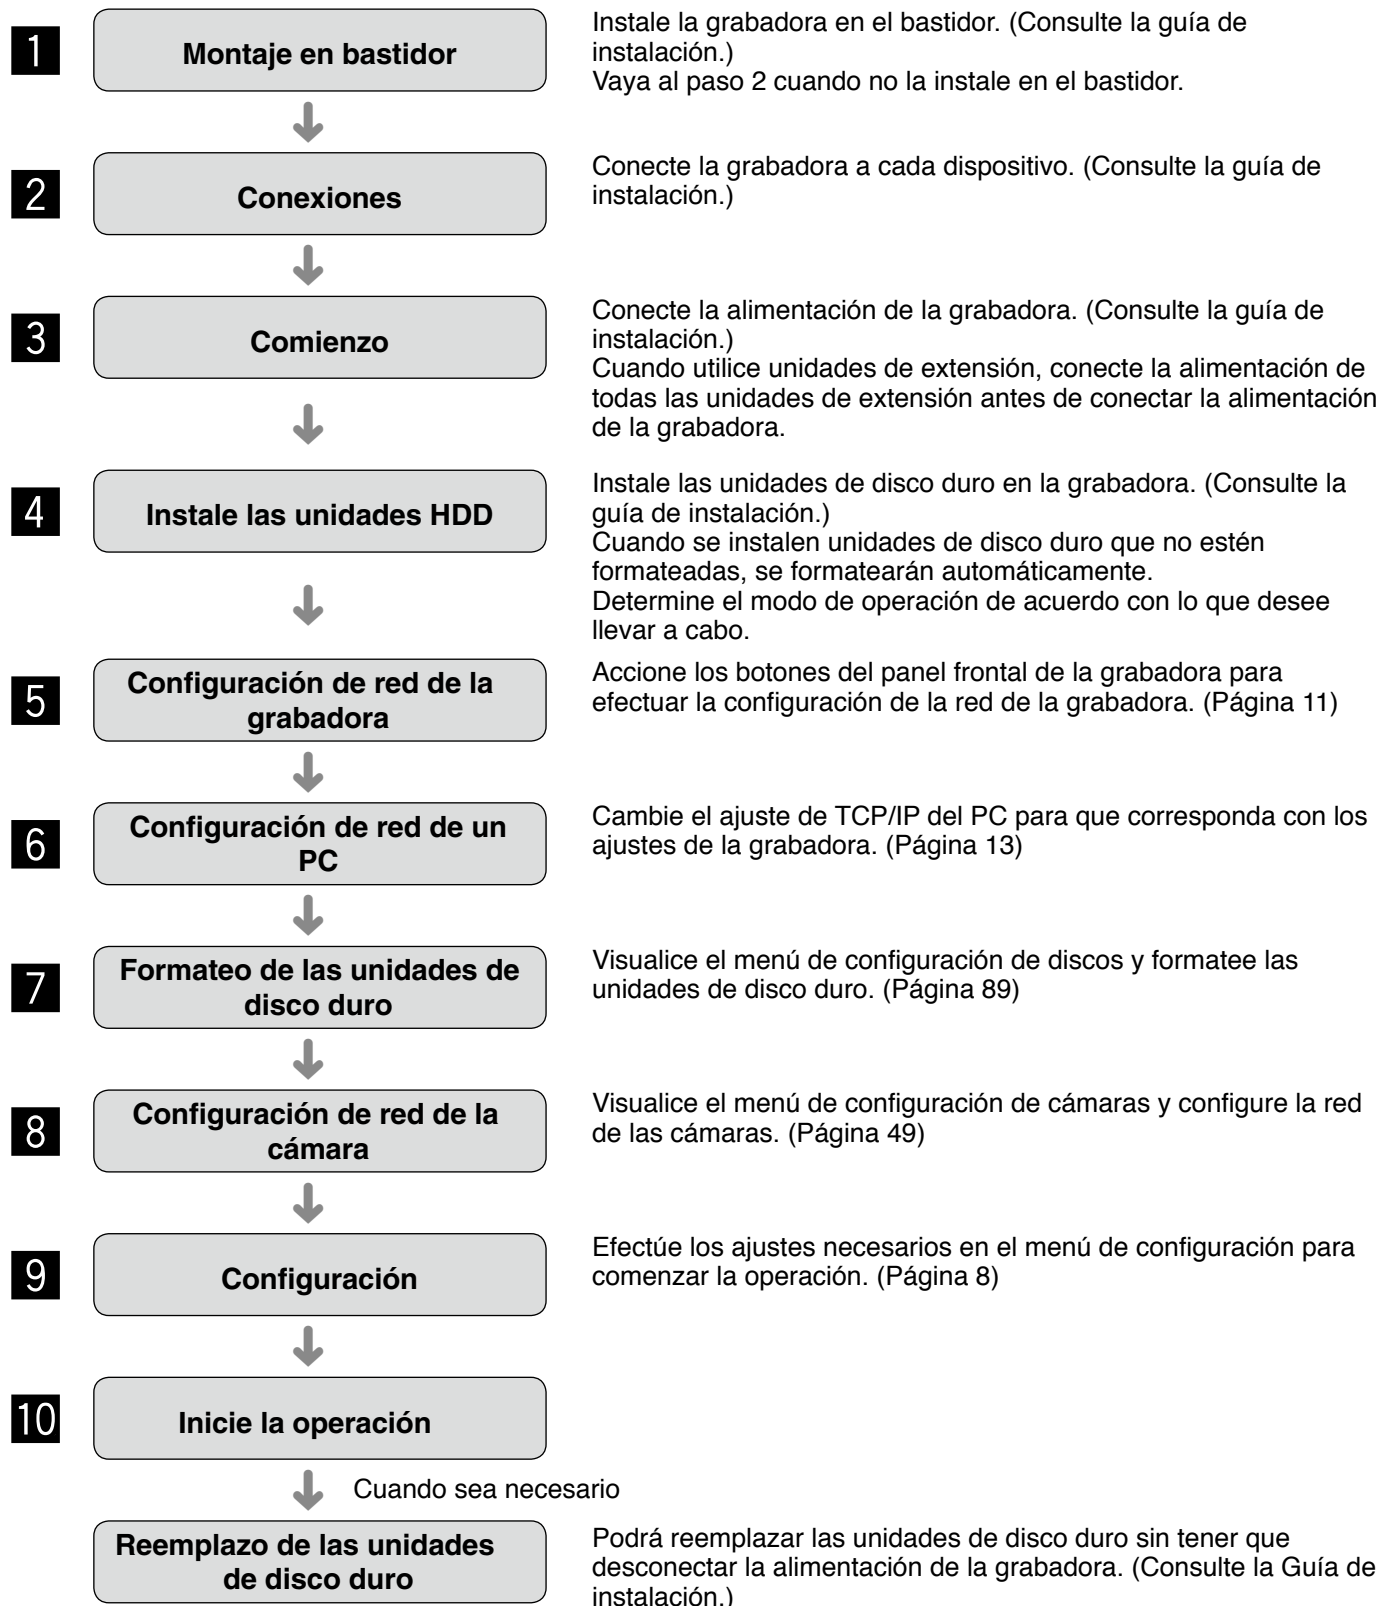 1
Montaje en bastidor
Instale la grabadora en el bastidor. (Consulte la guía de
instalación.)
Vaya al paso 2 cuando no la instale en el bastidor.
2
Conexiones
Conecte la grabadora a cada dispositivo. (Consulte la guía de
instalación.)
3
Comienzo
Conecte la alimentación de la grabadora. (Consulte la guía de
instalación.)
Cuando utilice unidades de extensión, conecte la alimentación de
todas las unidades de extensión antes de conectar la alimentación
de la grabadora.
4
Instale las unidades HDD
Instale las unidades de disco duro en la grabadora. (Consulte la
guía de instalación.)
Cuando se instalen unidades de disco duro que no estén
formateadas, se formatearán automáticamente.
Determine el modo de operación de acuerdo con lo que desee
llevar a cabo.
5
Configuración de red de la
grabadora
Accione los botones del panel frontal de la grabadora para
efectuar la configuración de la red de la grabadora. (Página 11)
6
Configuración de red de un
PC
Cambie el ajuste de TCP/IP del PC para que corresponda con los
ajustes de la grabadora. (Página 13)
7
Formateo de las unidades de
disco duro
Visualice el menú de configuración de discos y formatee las
unidades de disco duro. (Página 89)
8
Configuración de red de la
cámara
Visualice el menú de configuración de cámaras y configure la red
de las cámaras. (Página 49)
9
Configuración
Efectúe los ajustes necesarios en el menú de configuración para
comenzar la operación. (Página 8)
10
Inicie la operación
Cuando sea necesario
Reemplazo de las unidades
de disco duro
Podrá reemplazar las unidades de disco duro sin tener que
desconectar la alimentación de la grabadora. (Consulte la Guía de
instalación.)